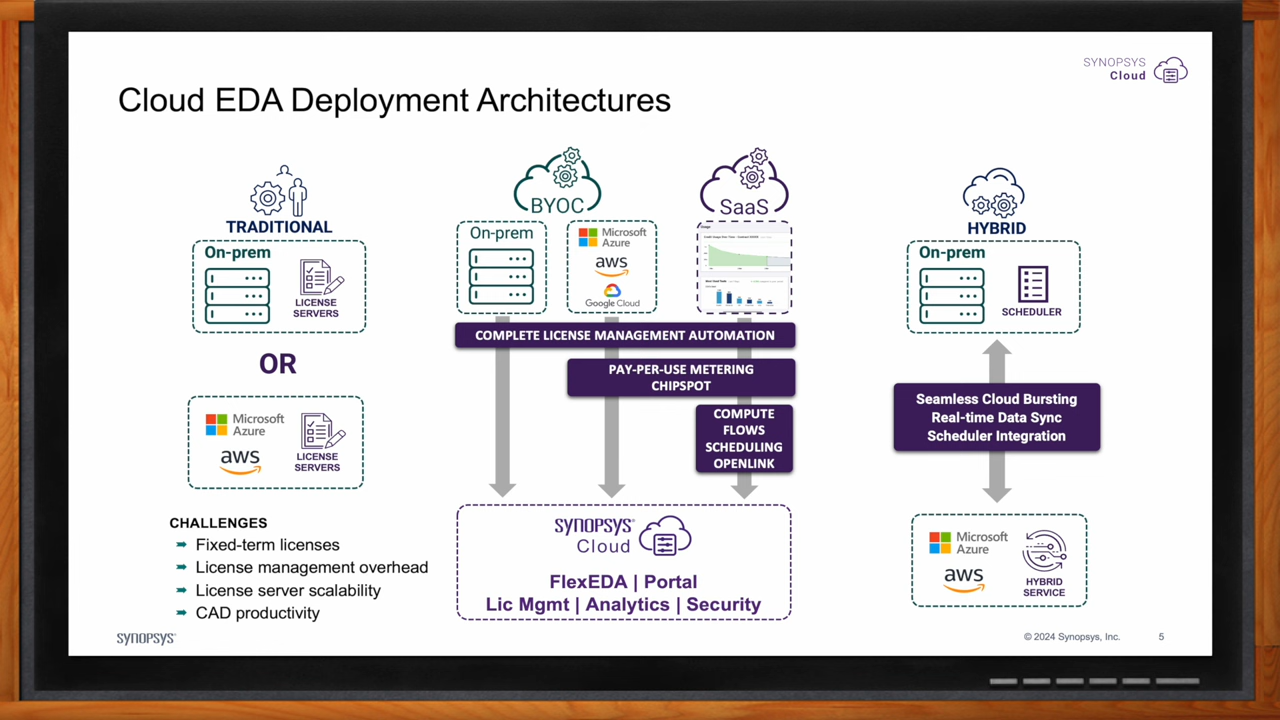 SYNOPSYS
Cloud
Cloud EDA Deployment Architectures
TRADITIONAL
On-prem
LICENSE
SERVERS
OR
Microsoft
Azure
aws
LICENSE
SERVERS
CHALLENGES
Fixed-term licenses
License management overhead
License server scalability
CAD productivity
BYOC
On-prem
Microsoft
Azure
aws
Google Cloud
SaaS
COMPLETE LICENSE MANAGEMENT AUTOMATION
PAY-PER-USE METERING
CHIPSPOT
COMPUTE
FLOWS
SCHEDULING
OPENLINK
SYNOPSYS®
Cloud
FlexEDA | Portal
Lic Mgmt | Analytics | Security
HYBRID
On-prem
SCHEDULER
Seamless Cloud Bursting
Real-time Data Sync
Scheduler Integration
Microsoft
Azure
aws
HYBRID
SERVICE
SYNOPSYS®
© 2024 Synopsys, Inc.
5